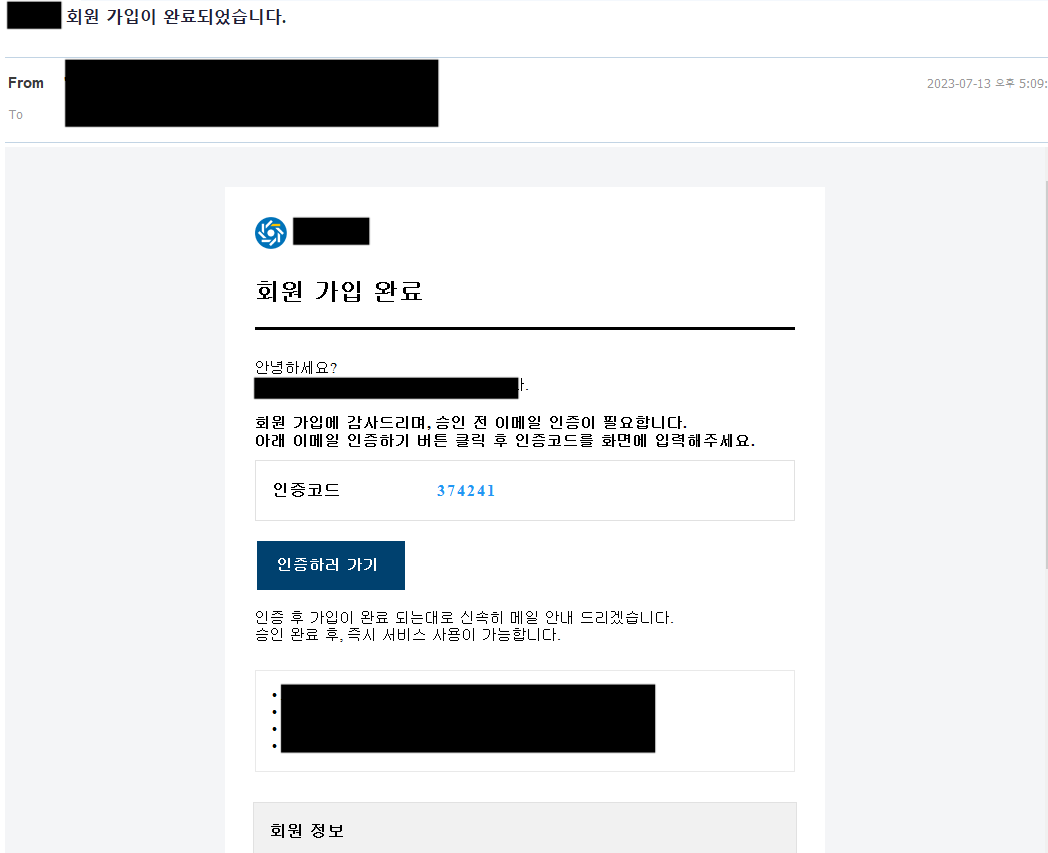 회원 가입이 완료되었습니다.
From
2023-07-13 오후 5:09:
To
회원 가입 완료
안녕하세요?
회원 가입에 감사드리며, 승인 전 이메일 인증이 필요합니다.
아래 이메일 인증하기 버튼 클릭 후 인증코드를 화면에 입력해주세요.
인증코드 374241
인증하러 가기
인증 후 가입이 완료 되는대로 신속히 메일 안내 드리겠습니다.
승인 완료 후, 즉시 서비스 사용이 가능합니다.
회원 정보